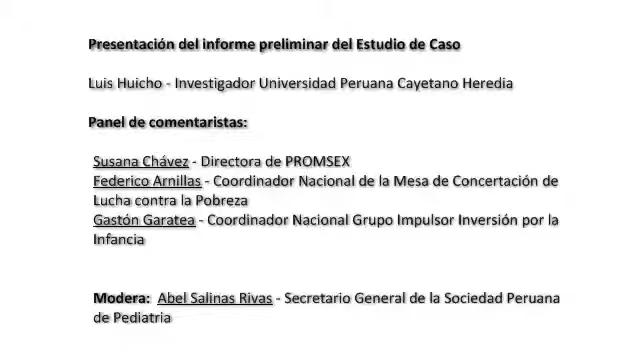 Presentación del informe preliminar del Estudio de Caso
Luis Huicho - Investigador Universidad Peruana Cayetano Heredia
Panel de comentaristas:
Susana Chávez - Directora de PROMSEX
Federico Arnillas - Coordinador Nacional de la Mesa de Concertación de
Lucha contra la Pobreza
Gastón Garatea - Coordinador Nacional Grupo Impulsor Inversión por la
Infancia
Modera: Abel Salinas Rivas - Secretario General de la Sociedad Peruana
de Pediatria